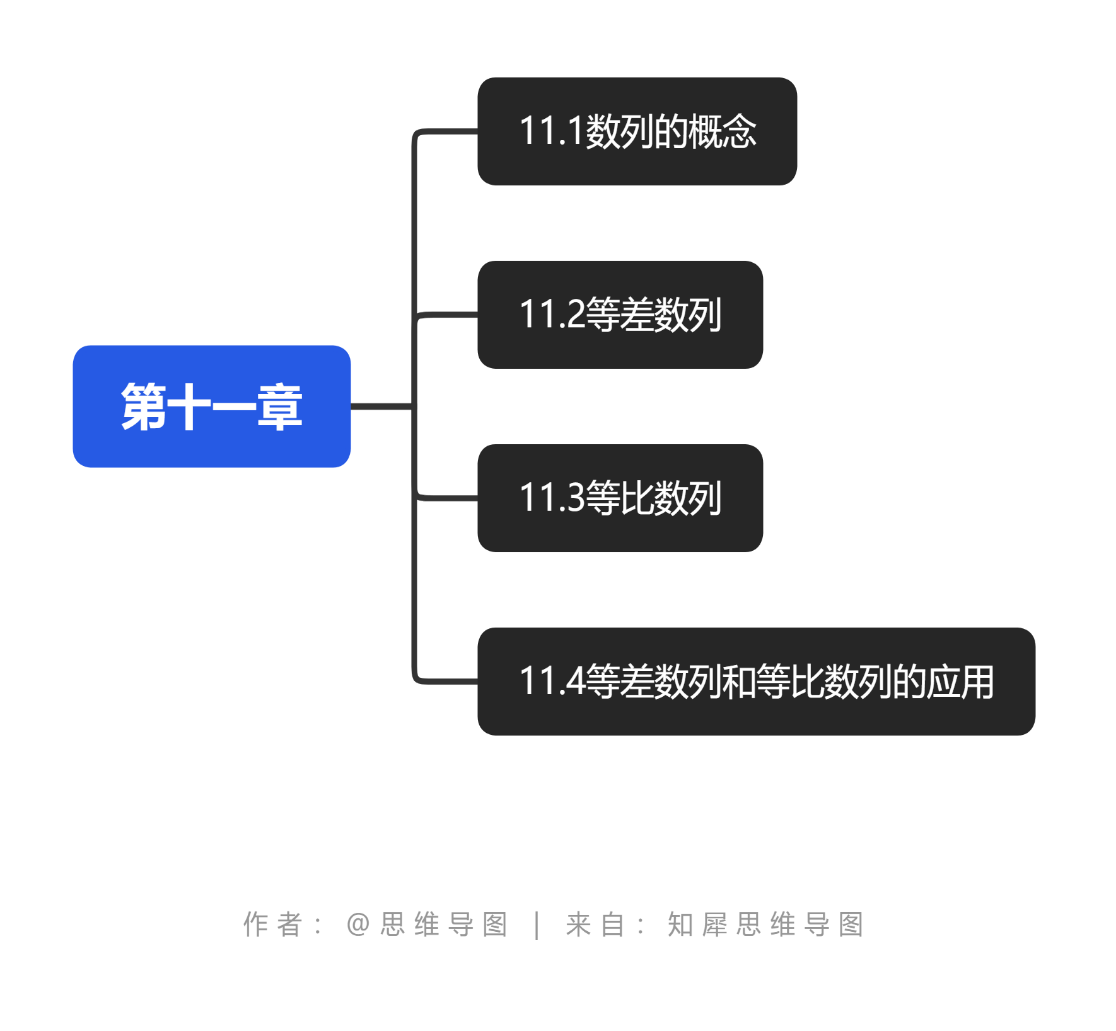 11.1数列的概念
11.2等差数列
第十一章
11.3等比数列
11.4等差数列和等比数列的应用
作者：@思维导图 | 来自：知犀思维导图